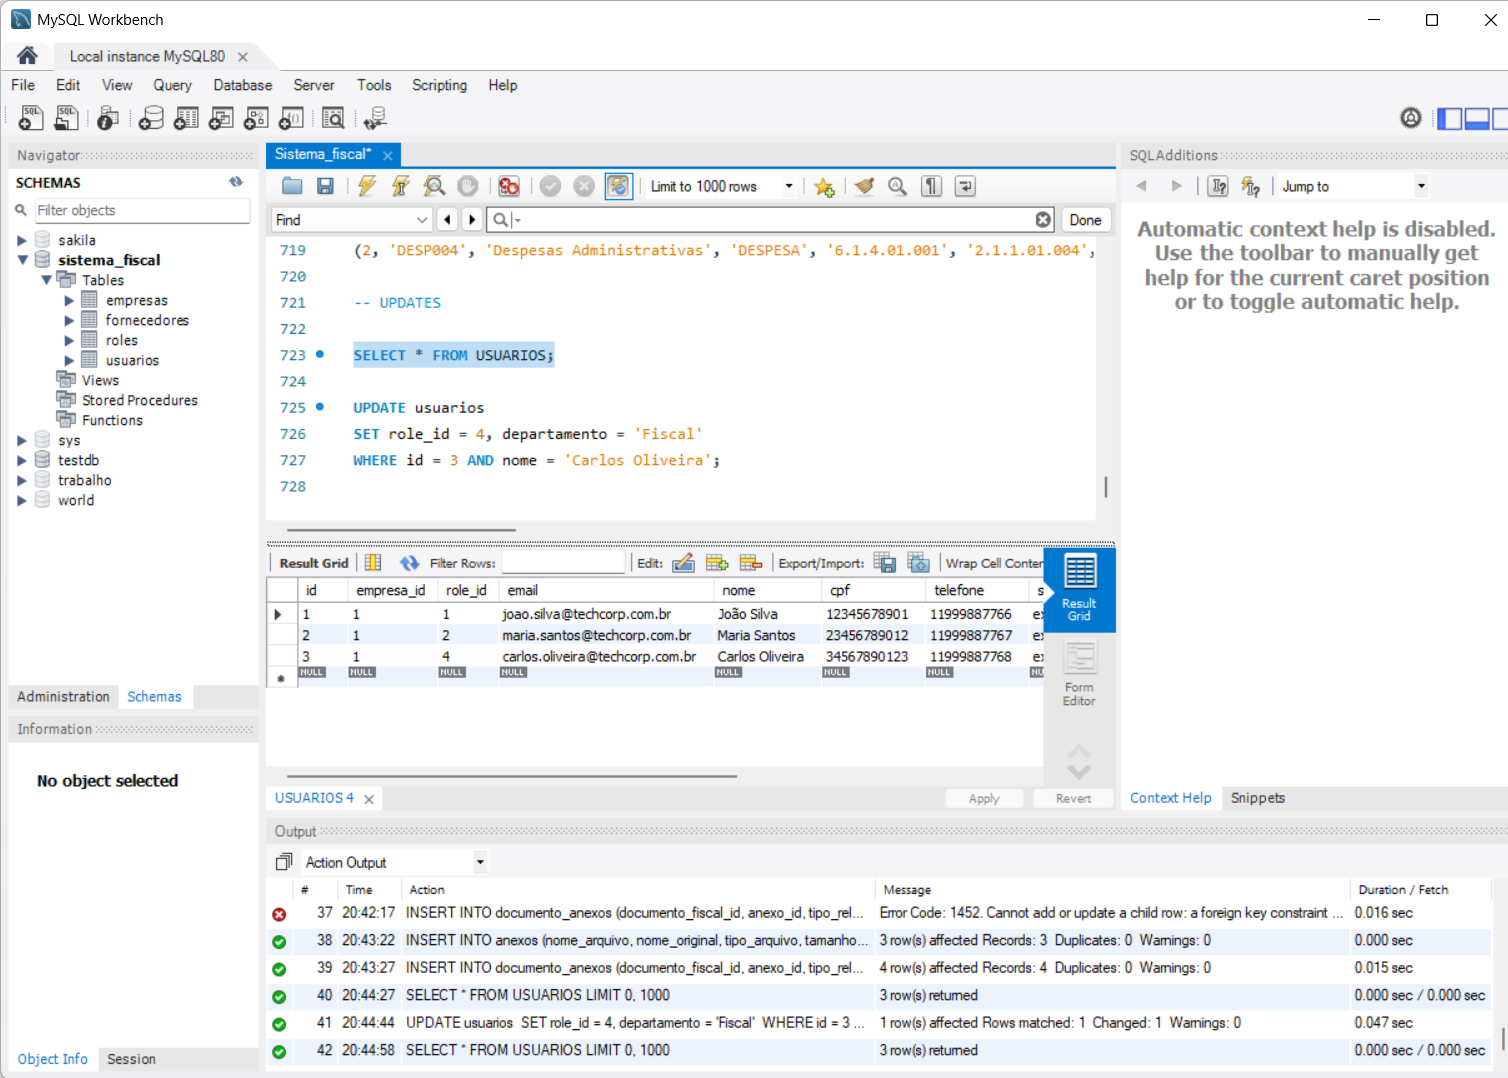 MySQL Workbench
Local instance MySQL80
File Edit View Query Database Server Tools Scripting Help
Navigator
SCHEMAS
Filter objects
sakila
sistema_fiscal
Tables
empresas
fornecedores
roles
usuarios
Views
Stored Procedures
Functions
sys
testdb
trabalho
world
Administration Schemas
Information
No object selected
Object Info Session
Sistema_fiscal*
Limit to 1000 rows
Find Done
719 (2, 'DESP004', 'Despesas Administrativas', 'DESPESA', '6.1.4.01.001', '2.1.1.01.004',
720
721 -- UPDATES
722
723 SELECT * FROM USUARIOS;
724
725 UPDATE usuarios
726 SET role_id = 4, departamento = 'Fiscal'
727 WHERE id = 3 AND nome = 'Carlos Oliveira';
728
Result Grid Filter Rows: Edit: Export/Import: Wrap Cell Conter
id empresa_id role_id email nome cpf telefone s
1 1 1 joao.silva@techcorp.com.br João Silva 12345678901 11999887766 e
2 1 2 maria.santos@techcorp.com.br Maria Santos 23456789012 11999887767 e
3 1 4 carlos.oliveira@techcorp.com.br Carlos Oliveira 34567890123 11999887768 e
NULL NULL NULL NULL NULL NULL NULL NU
Result
Grid
Form
Editor
USUARIOS 4 Apply Revert
SQLAdditions
Jump to
Automatic context help is disabled.
Use the toolbar to manually get
help for the current caret position
or to toggle automatic help.
Context Help Snippets
Output
Action Output
# Time Action Message Duration / Fetch
37 20:42:17 INSERT INTO documento_anexos (documento_fiscal_id, anexo_id, tipo_rel... Error Code: 1452. Cannot add or update a child row: a foreign key constraint ... 0.016 sec
38 20:43:22 INSERT INTO anexos (nome_arquivo, nome_original, tipo_arquivo, tamanho... 3 row(s) affected Records: 3 Duplicates: 0 Warnings: 0 0.000 sec
39 20:43:27 INSERT INTO documento_anexos (documento_fiscal_id, anexo_id, tipo_rel... 4 row(s) affected Records: 4 Duplicates: 0 Warnings: 0 0.015 sec
40 20:44:27 SELECT * FROM USUARIOS LIMIT 0, 1000 3 row(s) returned 0.000 sec / 0.000 sec
41 20:44:44 UPDATE usuarios SET role_id = 4, departamento = 'Fiscal' WHERE id = 3 ... 1 row(s) affected Rows matched: 1 Changed: 1 Warnings: 0 0.047 sec
42 20:44:58 SELECT * FROM USUARIOS LIMIT 0, 1000 3 row(s) returned 0.000 sec / 0.000 sec